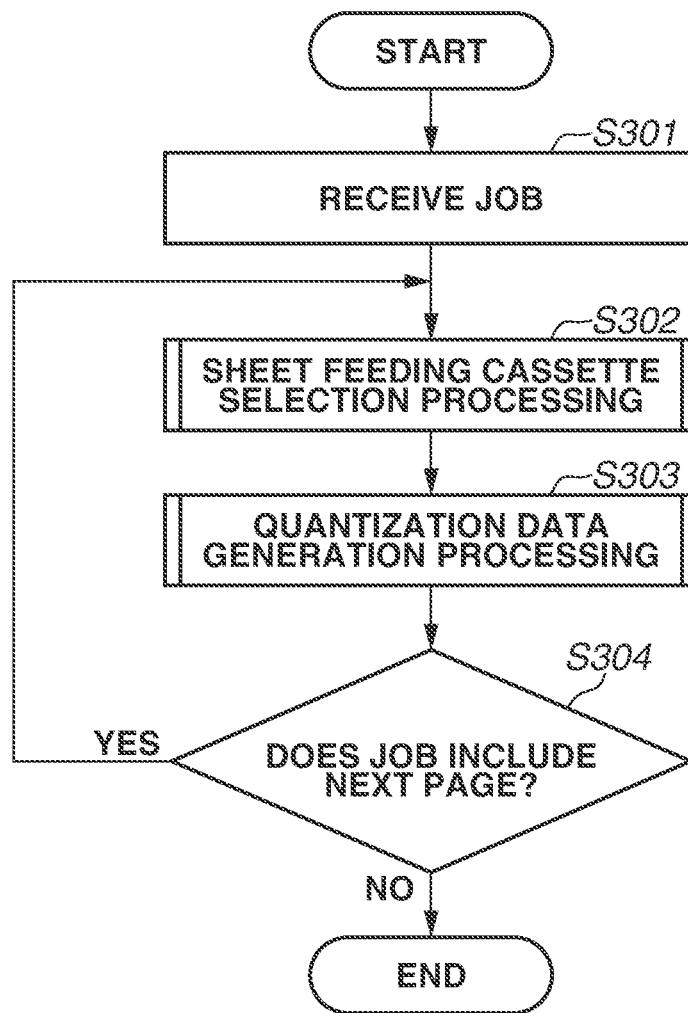 START
S301
RECEIVE JOB
S302
SHEET FEEDING CASSETTE
SELECTION PROCESSING
S303
QUANTIZATION DATA
GENERATION PROCESSING
S304
YES
DOES JOB INCLUDE
NEXT PAGE?
NO
END